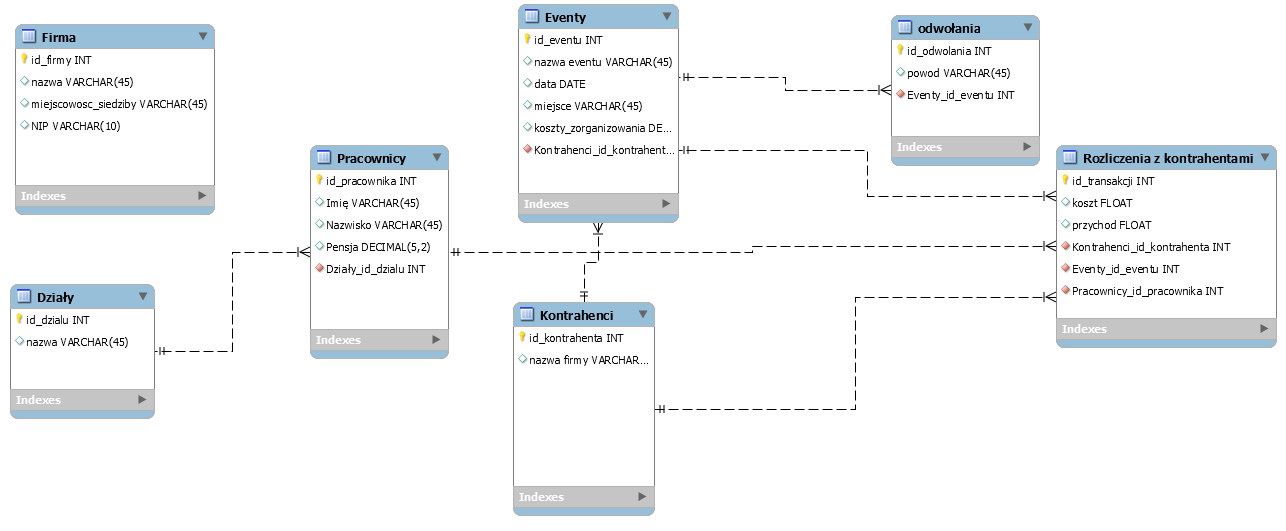 Firma
id_firmy INT
nazwa VARCHAR(45)
miejscowosc_siedziby VARCHAR(45)
NIP VARCHAR(10)
Indexes
Działy
id_dzialu INT
nazwa VARCHAR(45)
Indexes
Pracownicy
id_pracownika INT
Imię VARCHAR(45)
Nazwisko VARCHAR(45)
Pensja DECIMAL(5,2)
Działy_id_dzialu INT
Indexes
Eventy
id_eventu INT
nazwa eventu VARCHAR(45)
data DATE
miejsce VARCHAR(45)
koszty_zorganizowania DE...
Kontrahenci_id_kontrahent...
Indexes
Kontrahenci
id_kontrahenta INT
nazwa firmy VARCHAR...
Indexes
odwołania
id_odwolania INT
powod VARCHAR(45)
Eventy_id_eventu INT
Indexes
Rozliczenia z kontrahentami
id_transakcji INT
koszt FLOAT
przychod FLOAT
Kontrahenci_id_kontrahenta INT
Eventy_id_eventu INT
Pracownicy_id_pracownika INT
Indexes